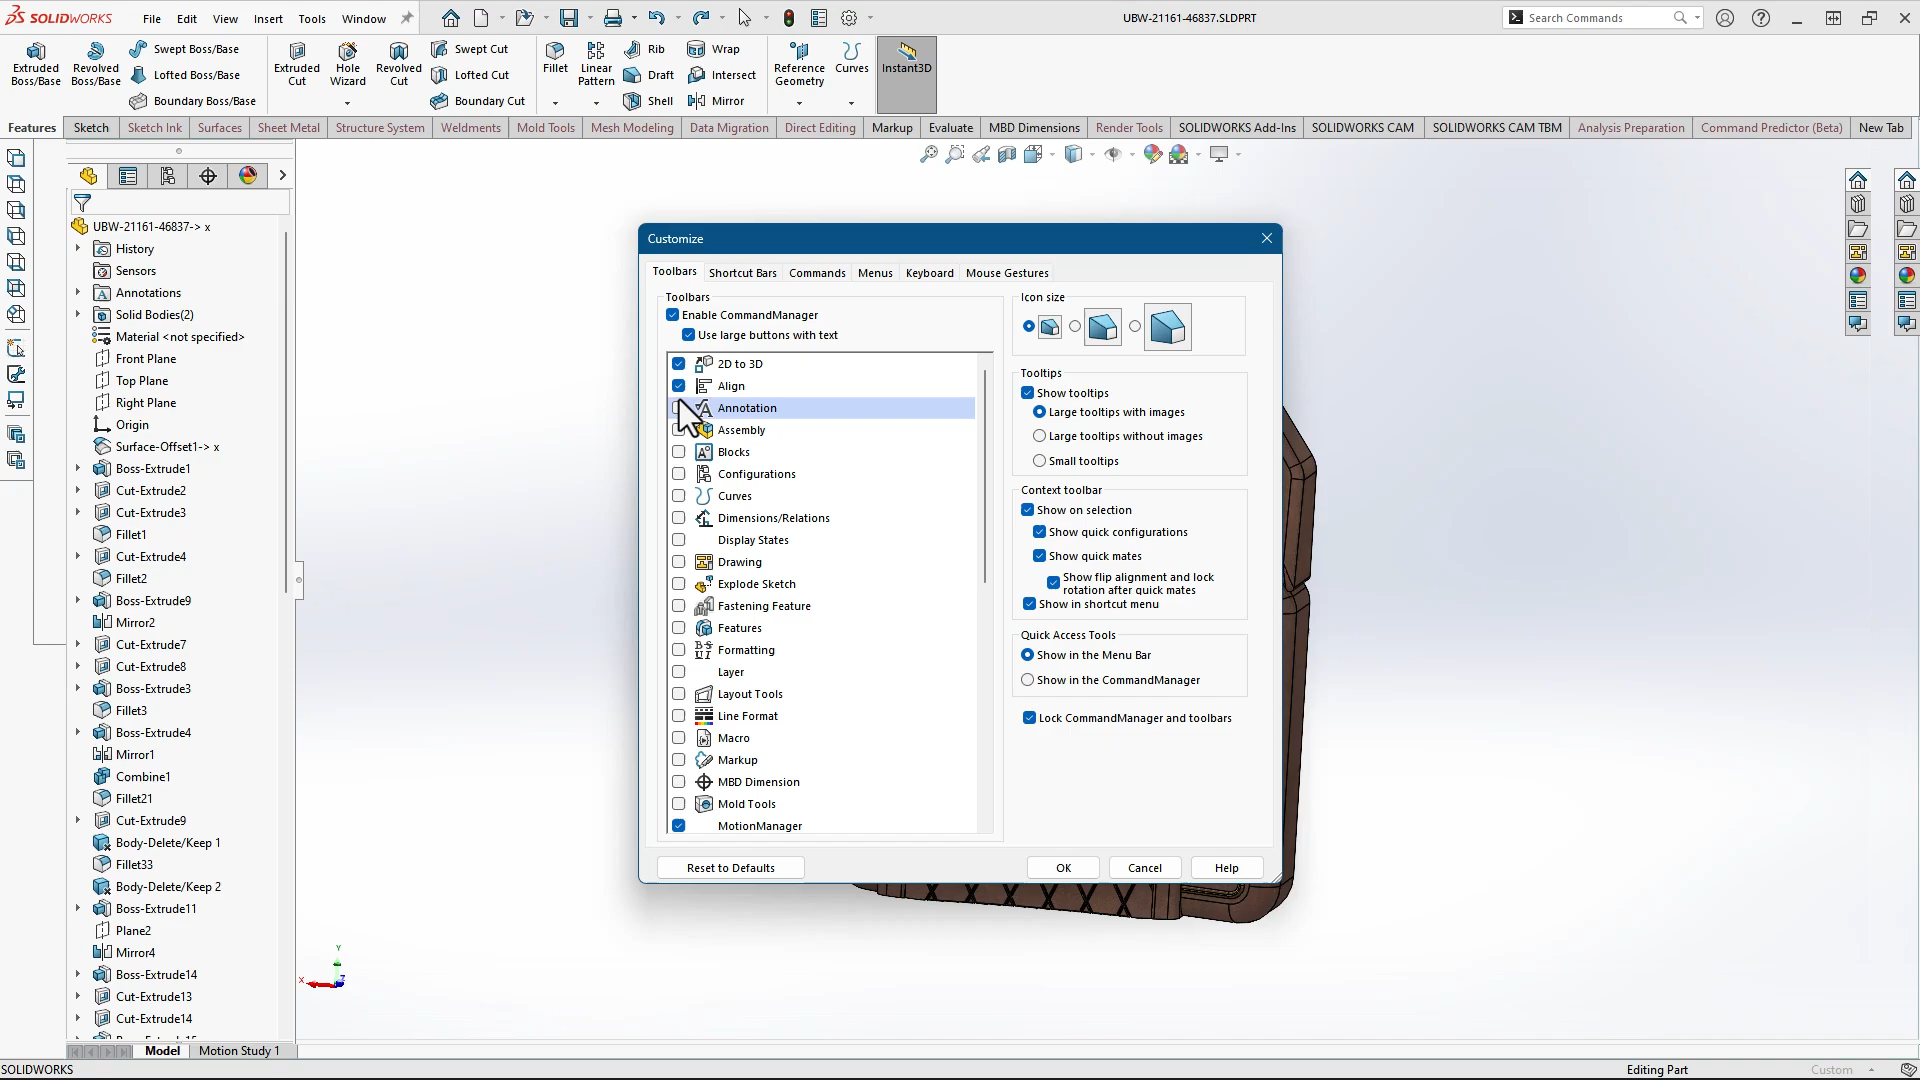 SOLIDWORKS
File Edit View Insert Tools Window
UBW-21161-46837.SLDPRT
Search Commands
Extruded Boss/Base
Revolved Boss/Base
Swept Boss/Base
Lofted Boss/Base
Boundary Boss/Base
Extruded Cut
Hole Wizard
Revolved Cut
Swept Cut
Lofted Cut
Boundary Cut
Fillet
Linear Pattern
Rib
Draft
Shell
Wrap
Intersect
Mirror
Reference Geometry
Curves
Instant3D
Features Sketch Sketch Ink Surfaces Sheet Metal Structure System Weldments Mold Tools Mesh Modeling Data Migration Direct Editing Markup Evaluate MBD Dimensions Render Tools SOLIDWORKS Add-Ins SOLIDWORKS CAM SOLIDWORKS CAM TBM Analysis Preparation Command Predictor (Beta) New Tab
UBW-21161-46837-> x
History
Sensors
Annotations
Solid Bodies(2)
Material <not specified>
Front Plane
Top Plane
Right Plane
Origin
Surface-Offset1-> x
Boss-Extrude1
Cut-Extrude2
Cut-Extrude3
Fillet1
Cut-Extrude4
Fillet2
Boss-Extrude9
Mirror2
Cut-Extrude7
Cut-Extrude8
Boss-Extrude3
Fillet3
Boss-Extrude4
Mirror1
Combine1
Fillet21
Cut-Extrude9
Body-Delete/Keep 1
Fillet33
Body-Delete/Keep 2
Boss-Extrude11
Plane2
Mirror4
Boss-Extrude14
Cut-Extrude13
Cut-Extrude14
Customize
Toolbars Shortcut Bars Commands Menus Keyboard Mouse Gestures
Toolbars
Enable CommandManager
Use large buttons with text
2D to 3D
Align
Annotation
Assembly
Blocks
Configurations
Curves
Dimensions/Relations
Display States
Drawing
Explode Sketch
Fastening Feature
Features
Formatting
Layer
Layout Tools
Line Format
Macro
Markup
MBD Dimension
Mold Tools
MotionManager
Icon size
Tooltips
Show tooltips
Large tooltips with images
Large tooltips without images
Small tooltips
Context toolbar
Show on selection
Show quick configurations
Show quick mates
Show flip alignment and lock
rotation after quick mates
Show in shortcut menu
Quick Access Tools
Show in the Menu Bar
Show in the CommandManager
Lock CommandManager and toolbars
Reset to Defaults OK Cancel Help
Y
X
Z
Model Motion Study 1
SOLIDWORKS
Editing Part
Custom